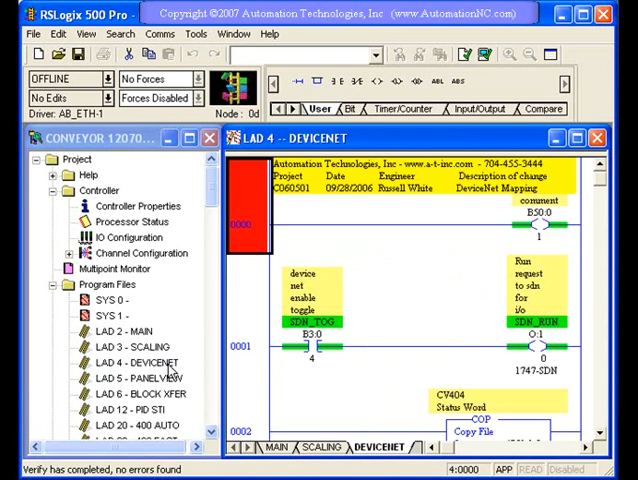 RSLogix 500 Pro -
Copyright ©2007 Automation Technologies, Inc (www.AutomationNC.com)
File Edit View Search Comms Tools Window Help
OFFLINE No Forces
No Edits Forces Disabled
Driver: AB_ETH-1 Node : 0d
ABL ABS
User Bit Timer/Counter Input/Output Compare
CONVEYOR 12070...
LAD 4 -- DEVICENET
Project
Help
Controller
Controller Properties
Processor Status
IO Configuration
Channel Configuration
Multipoint Monitor
Program Files
SYS 0 -
SYS 1 -
LAD 2 - MAIN
LAD 3 - SCALING
LAD 4 - DEVICENET
LAD 5 - PANELVIEW
LAD 6 - BLOCK XFER
LAD 12 - PID STI
LAD 20 - 400 AUTO
Automation Technologies, Inc - www.a-t-inc.com - 704-455-3444
Project Date Engineer Description of change
C060501 09/28/2006 Russell White DeviceNet Mapping
comment
B50:0
0000
1
device
net
enable
toggle
SDN_TOG
B3:0
4
Run
request
to sdn
for
i/o
SDN_RUN
O:1
0001
0
1747-SDN
CV404
Status Word
COP
Copy File
0002
MAIN SCALING DEVICENET
Verify has completed, no errors found
4:0000 APP READ Disabled